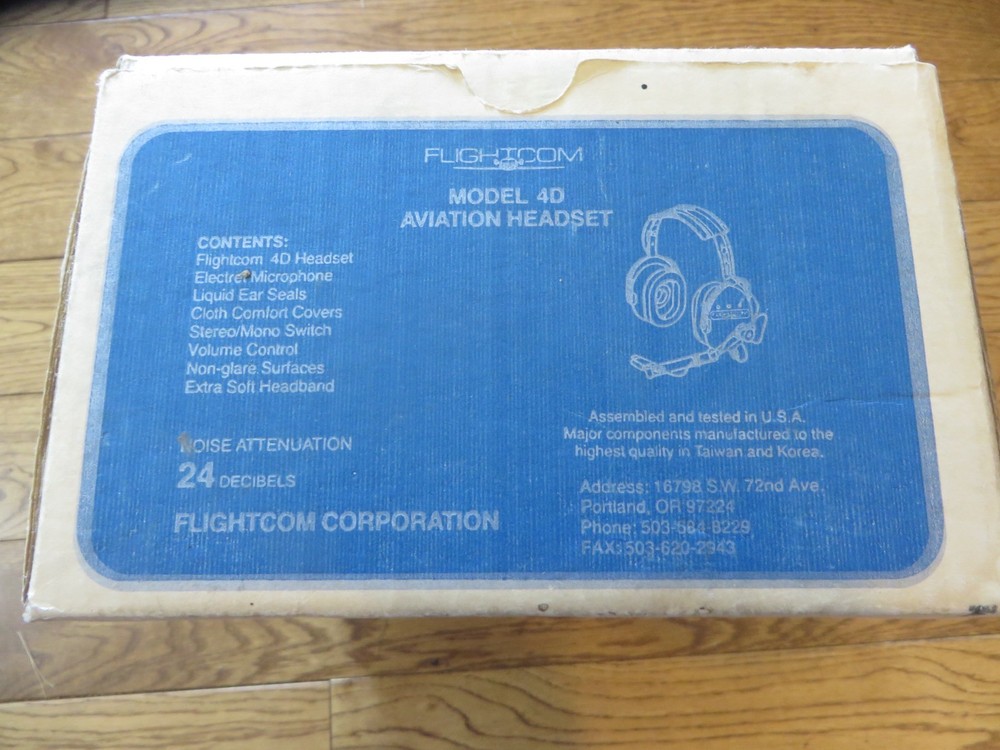 FLIGHTCOM
MODEL 4D
AVIATION HEADSET
CONTENTS:
Flightcom 4D Headset
Electret Microphone
Liquid Ear Seals
Cloth Comfort Covers
Stereo/Mono Switch
Volume Control
Non-glare Surfaces
Extra Soft Headband
NOISE ATTENUATION
24 DECIBELS
FLIGHTCOM CORPORATION
Assembled and tested in U.S.A.
Major components manufactured to the
highest quality in Taiwan and Korea.
Address: 16798 S.W. 72nd Ave.
Portland, OR 97224
Phone: 503-684-8229
FAX: 503-620-2943